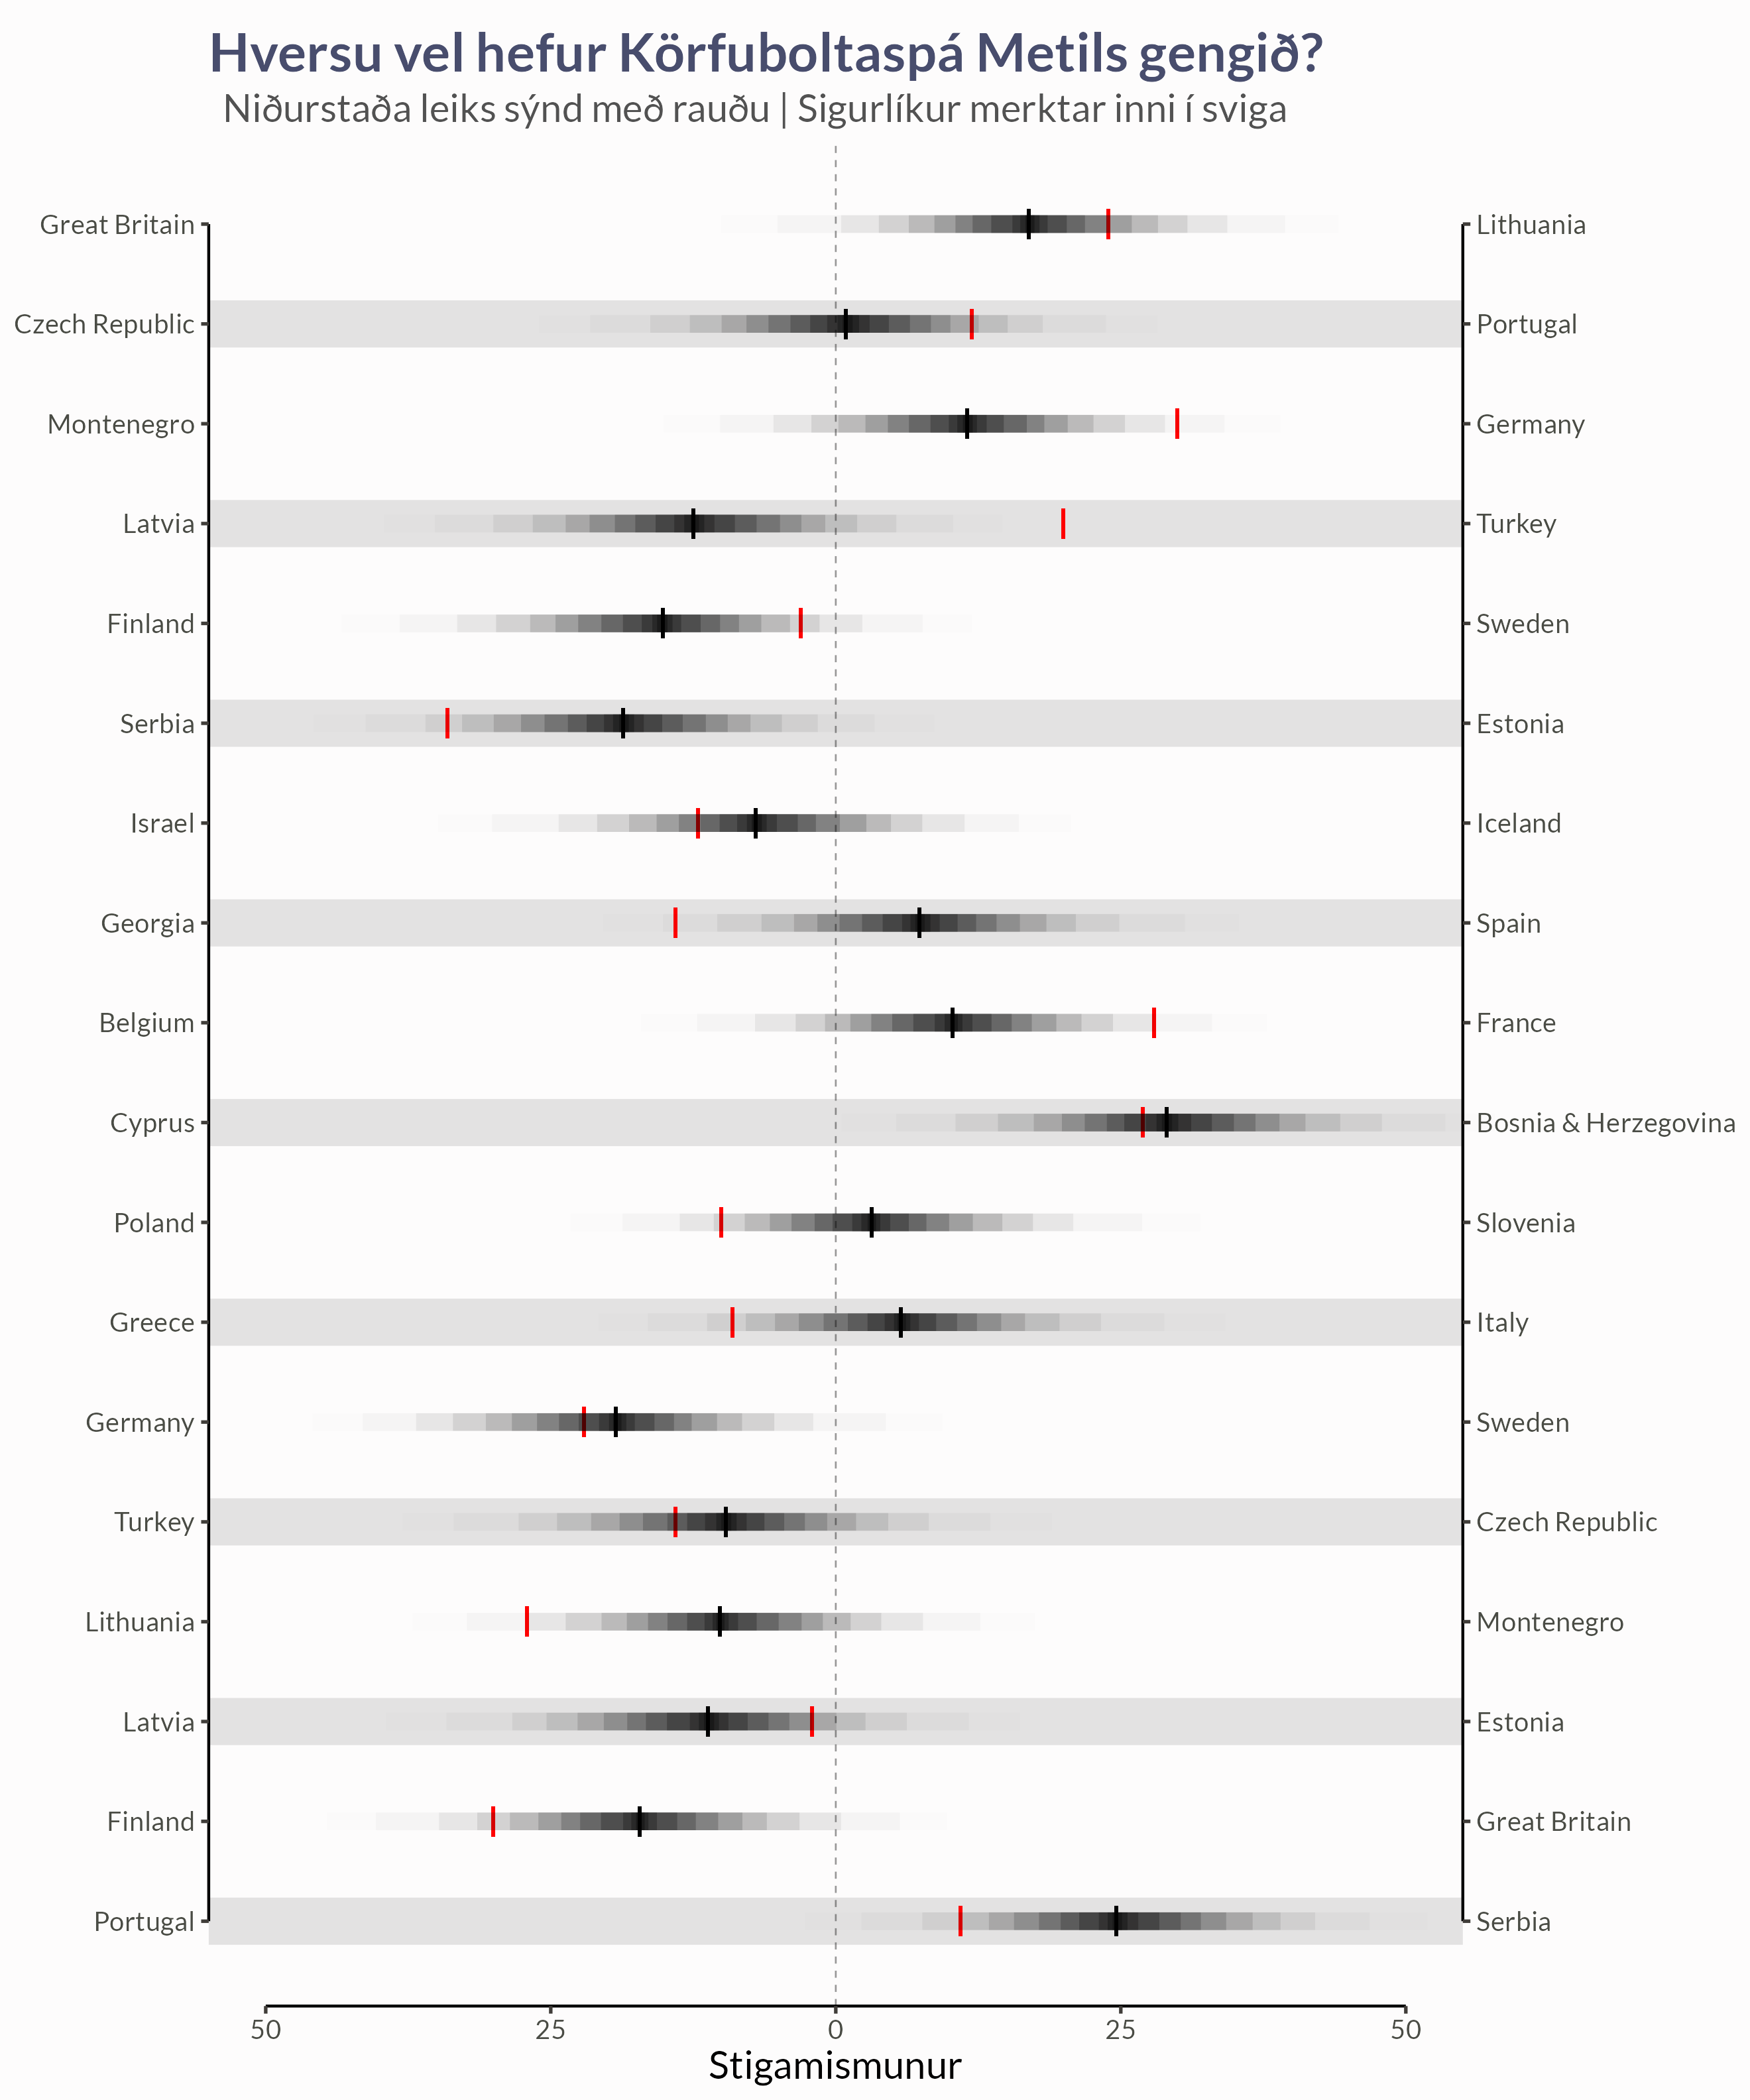 Hversu vel hefur Körfuboltaspá Metils gengið?
Niðurstaða leiks sýnd með rauðu | Sigurlíkur merktar inni í sviga
Great Britain Lithuania
Czech Republic Portugal
Montenegro Germany
Latvia Turkey
Finland Sweden
Serbia Estonia
Israel Iceland
Georgia Spain
Belgium France
Cyprus Bosnia & Herzegovina
Poland Slovenia
Greece Italy
Germany Sweden
Turkey Czech Republic
Lithuania Montenegro
Latvia Estonia
Finland Great Britain
Portugal Serbia
50 25 0 25 50
Stigamismunur